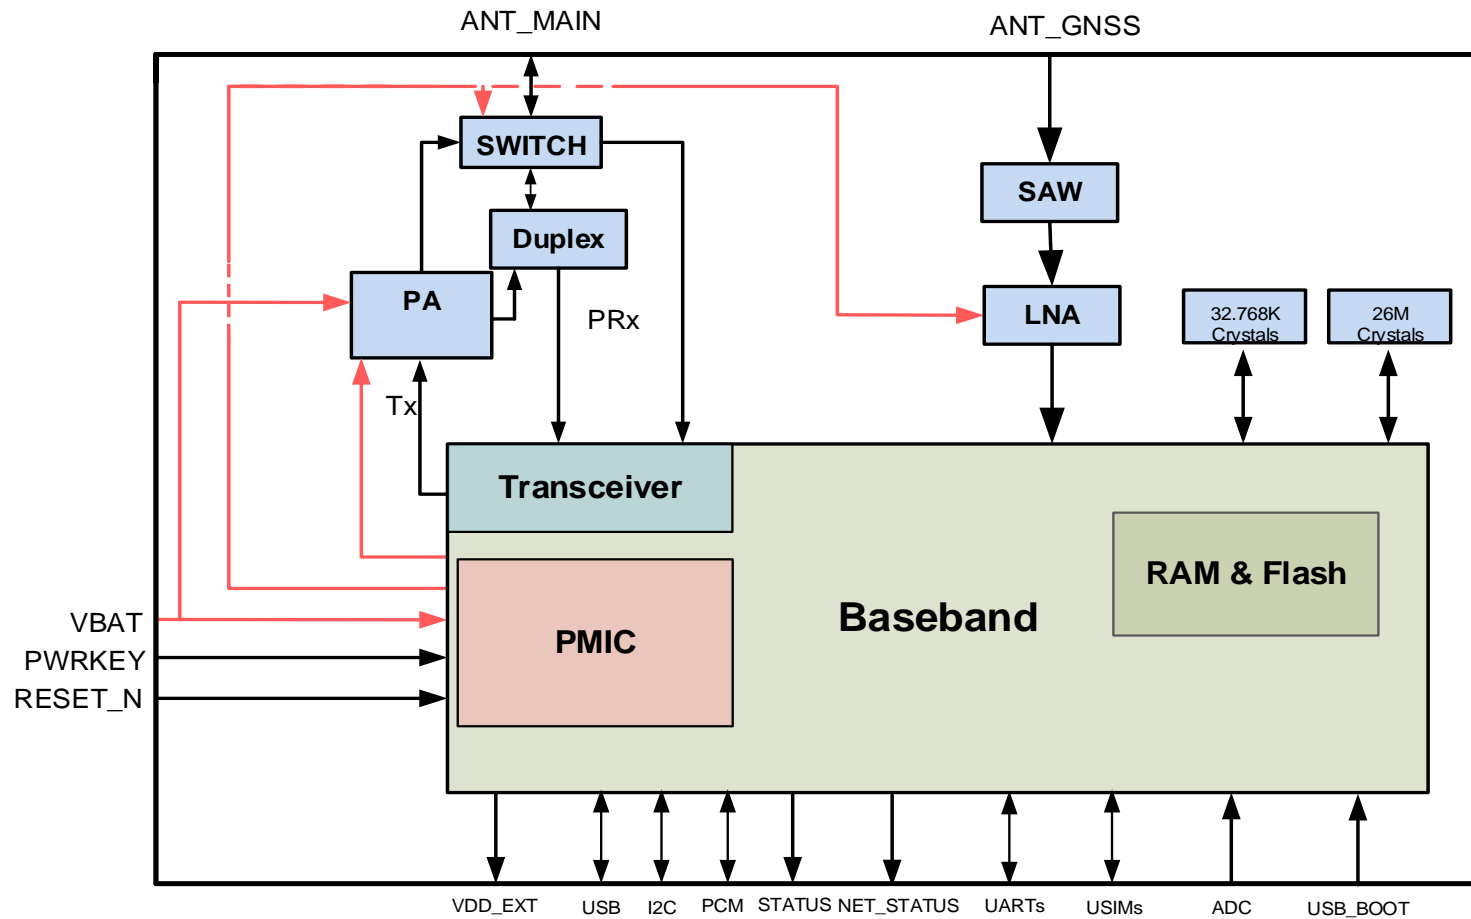 ANT_MAIN
ANT_GNSS
SWITCH
SAW
Duplex
PA
PRx
LNA
32.768K
Crystals
26M
Crystals
Tx
Transceiver
RAM & Flash
Baseband
PMIC
VBAT
PWRKEY
RESET_N
VDD_EXT
USB
I2C
PCM
STATUS
NET_STATUS
UARTs
USIMs
ADC
USB_BOOT